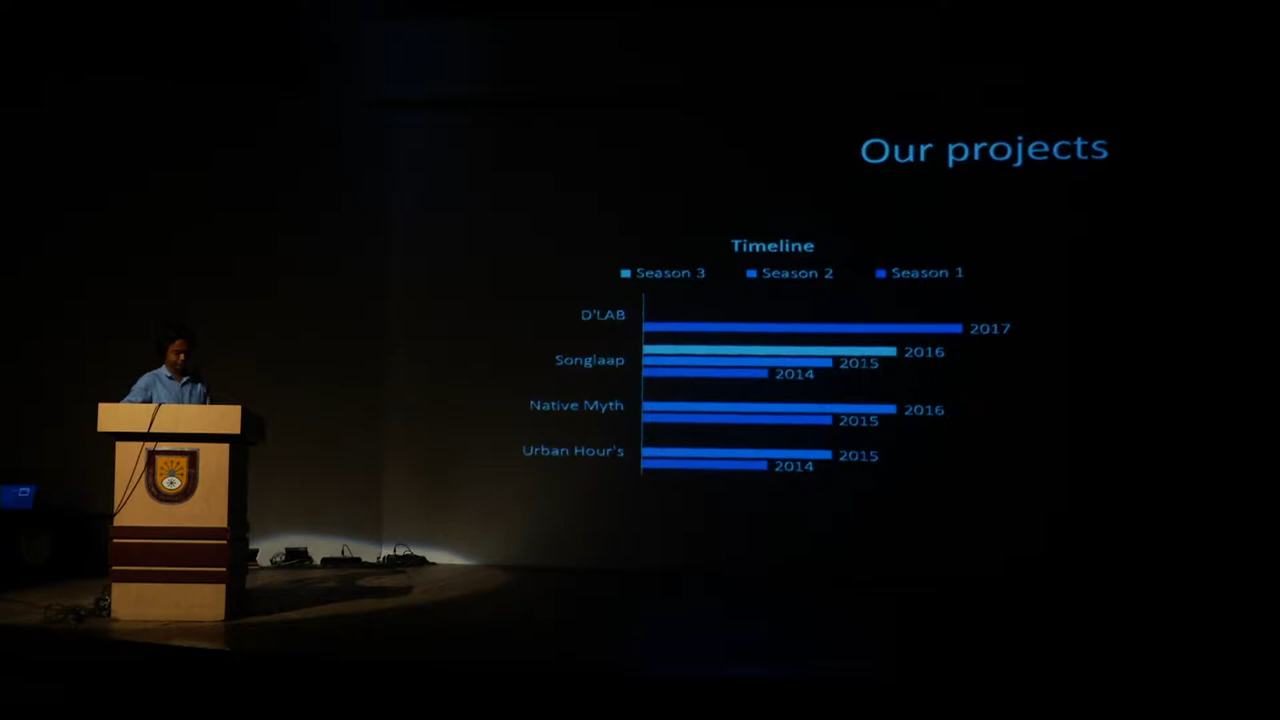 Our projects
Timeline
Season 3 Season 2 Season 1
D'LAB
2017
Songlaap
2016
2015
2014
Native Myth
2016
2015
Urban Hour's
2015
2014